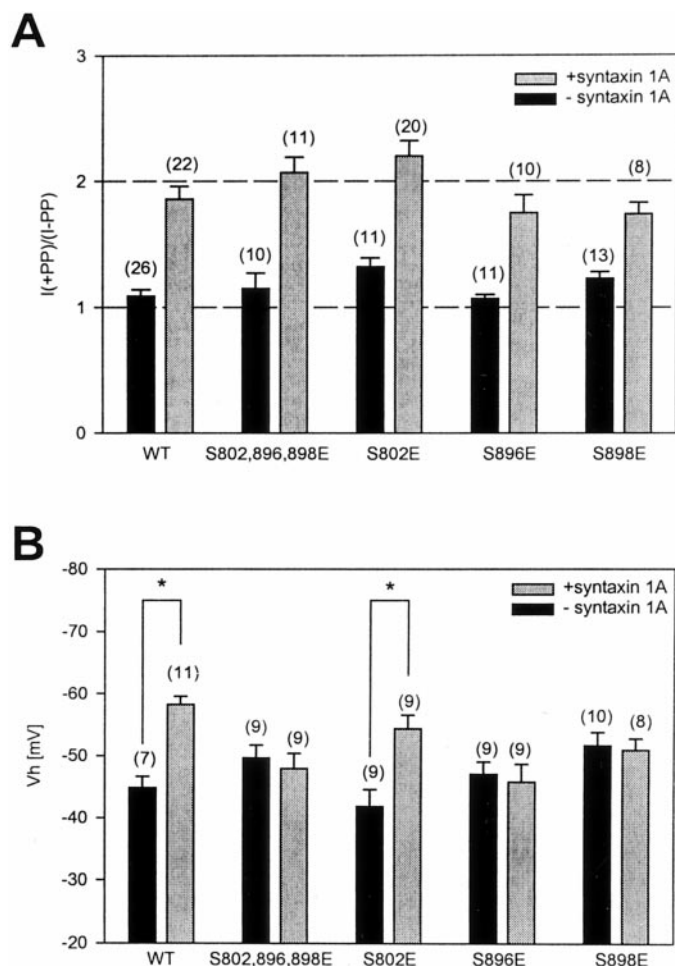 A
3
+syntaxin 1A
- syntaxin 1A
(20)
(11)
(22)
(10)
(8)
2
I(+PP)/(I-PP)
(11)
(13)
(26)
(10)
(11)
1
0
WT
S802,896,898E
S802E
S896E
S898E
B
-80
+syntaxin 1A
- syntaxin 1A
*
*
-70
(11)
-60
(9)
(10)
(8)
(9)
(9)
(9)
(9)
(7)
-50
(9)
Vh [mV]
-40
-30
-20
WT
S802,896,898E
S802E
S896E
S898E